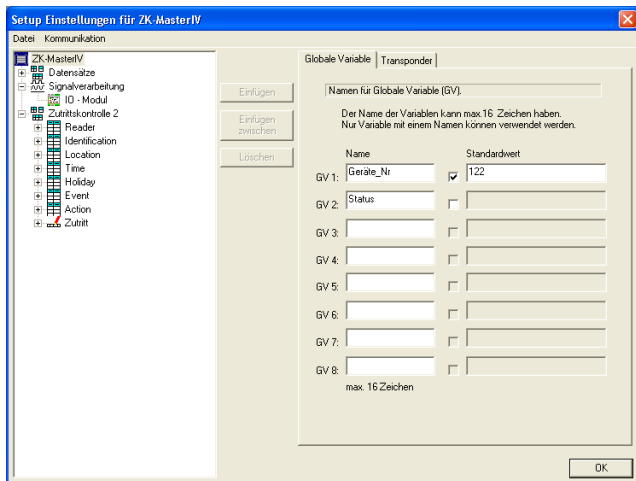 Setup Einstellungen für ZK-MasterIV
Datei Kommunikation
ZK-MasterIV
Datensätze
Signalverarbeitung
IO - Modul
Zutrittskontrolle 2
Reader
Identification
Location
Time
Holiday
Event
Action
Zutritt
Einfügen
Einfügen
zwischen
Löschen
Globale Variable Transponder
Namen für Globale Variable (GV).
Der Name der Variablen kann max.16 Zeichen haben.
Nur Variable mit einem Namen können verwendet werden.
Name Standardwert
GV 1: Geräte_Nr 122
GV 2: Status
GV 3:
GV 4:
GV 5:
GV 6:
GV 7:
GV 8:
max. 16 Zeichen
OK